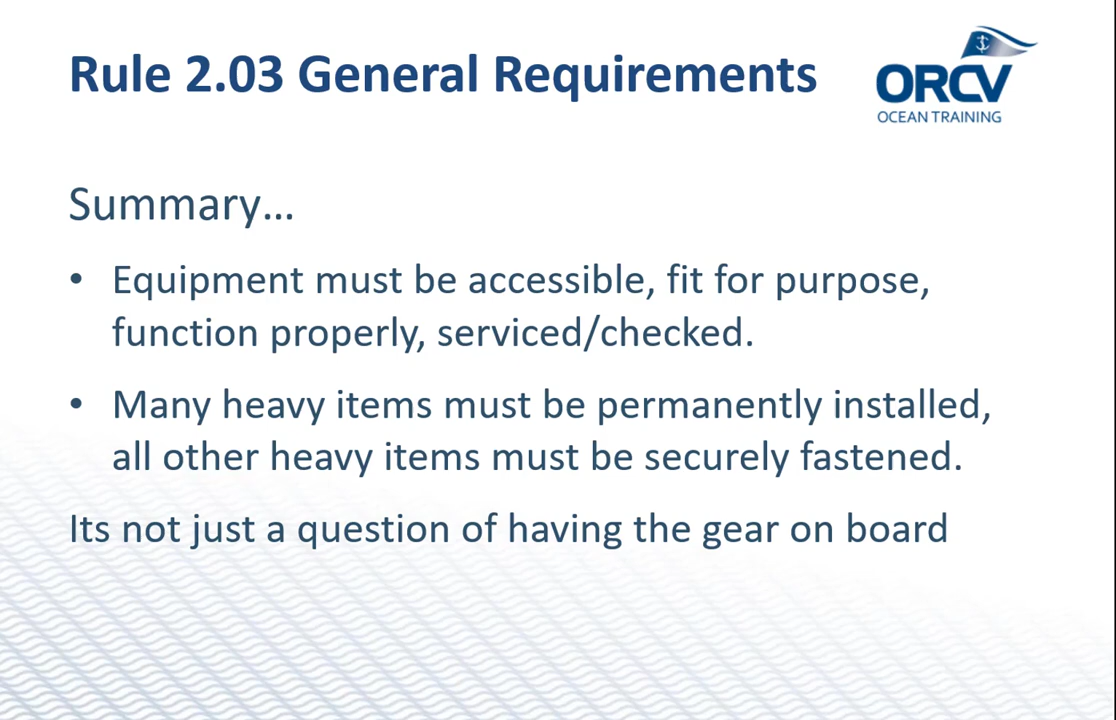 Rule 2.03 General Requirements
ORCV
OCEAN TRAINING
Summary...
• Equipment must be accessible, fit for purpose,
function properly, serviced/checked.
• Many heavy items must be permanently installed,
all other heavy items must be securely fastened.
Its not just a question of having the gear on board